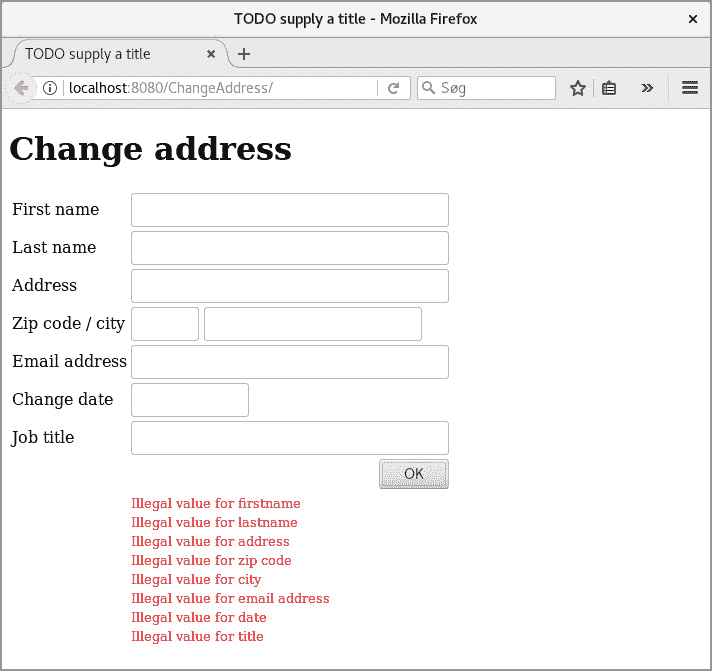 TODO supply a title - Mozilla Firefox
TODO supply a title
localhost:8080/ChangeAddress/
Søg
Change address
First name
Last name
Address
Zip code / city
Email address
Change date
Job title
OK
Illegal value for firstname
Illegal value for lastname
Illegal value for address
Illegal value for zip code
Illegal value for city
Illegal value for email address
Illegal value for date
Illegal value for title